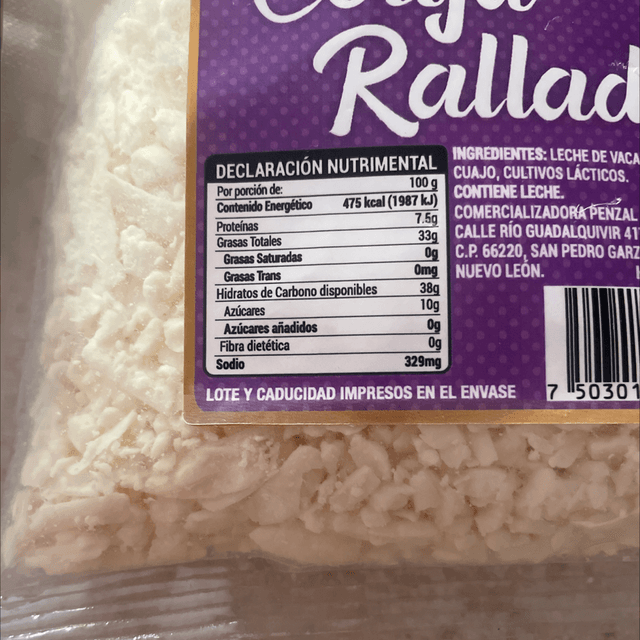 Cotija
Rallad
DECLARACIÓN NUTRIMENTAL
Por porción de: 100 g
Contenido Energético 475 kcal (1987 kJ)
Proteínas 7.5g
Grasas Totales 33g
Grasas Saturadas 0g
Grasas Trans 0mg
Hidratos de Carbono disponibles 38g
Azúcares 10g
Azúcares añadidos 0g
Fibra dietética 0g
Sodio 329mg
INGREDIENTES: LECHE DE VACA
CUAJO, CULTIVOS LÁCTICOS.
CONTIENE LECHE.
COMERCIALIZADORA PENZAL
CALLE RÍO GUADALQUIVIR 41
C.P. 66220, SAN PEDRO GARZ
NUEVO LEÓN.
LOTE Y CADUCIDAD IMPRESOS EN EL ENVASE
7 50301